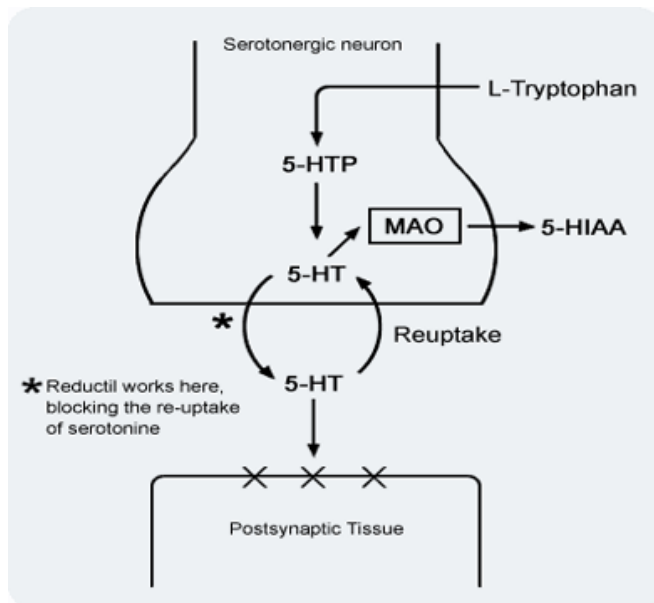 Serotonergic neuron
L-Tryptophan
5-HTP
MAO
5-HIAA
5-HT
*
Reuptake
5-HT
* Reductil works here,
blocking the re-uptake
of serotonine
Postsynaptic Tissue